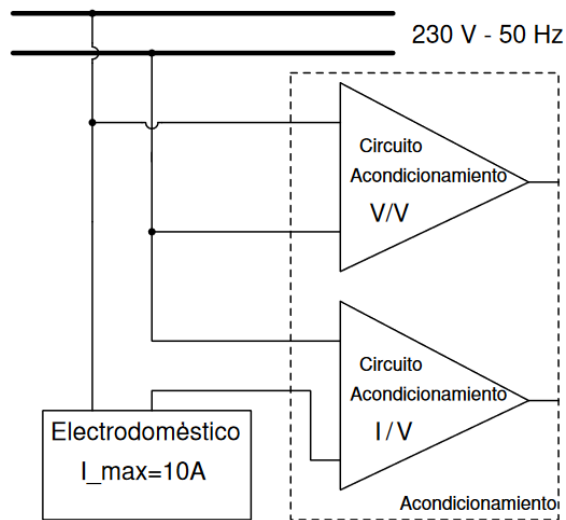 230 V - 50 Hz
Circuito
Acondicionamiento
V/V
Circuito
Acondicionamiento
I/V
Electrodoméstico
I_max=10A
Acondicionamiento